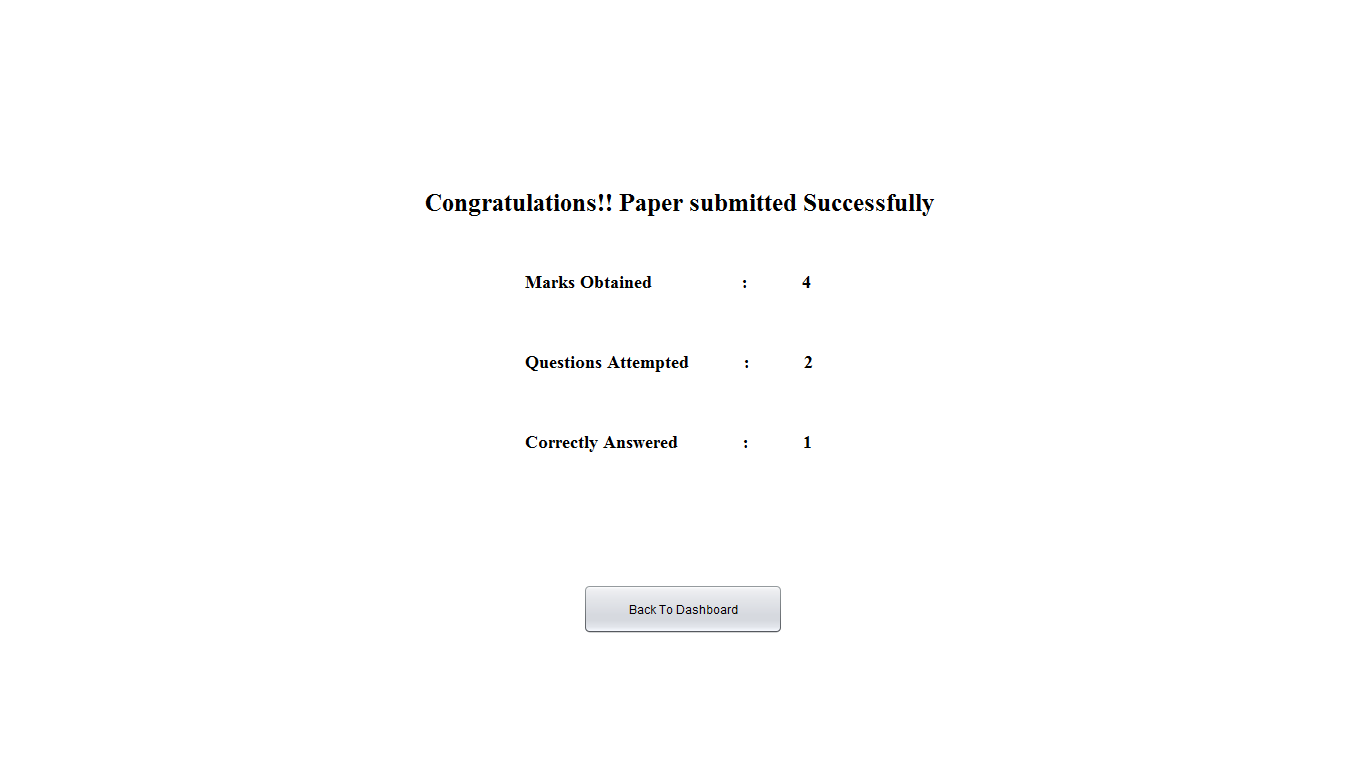 Congratulations!! Paper submitted Successfully
Marks Obtained : 4
Questions Attempted : 2
Correctly Answered : 1
Back To Dashboard